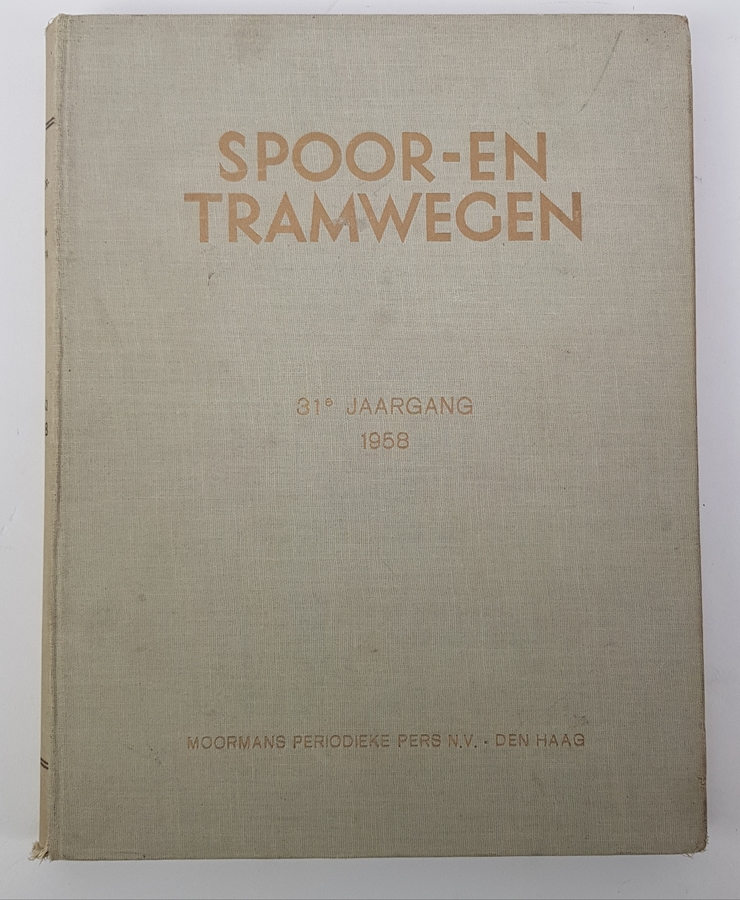 SPOOR-EN
TRAMWEGEN
31e JAARGANG
1958
MOORMANS PERIODIEKE PERS N.V. - DEN HAAG